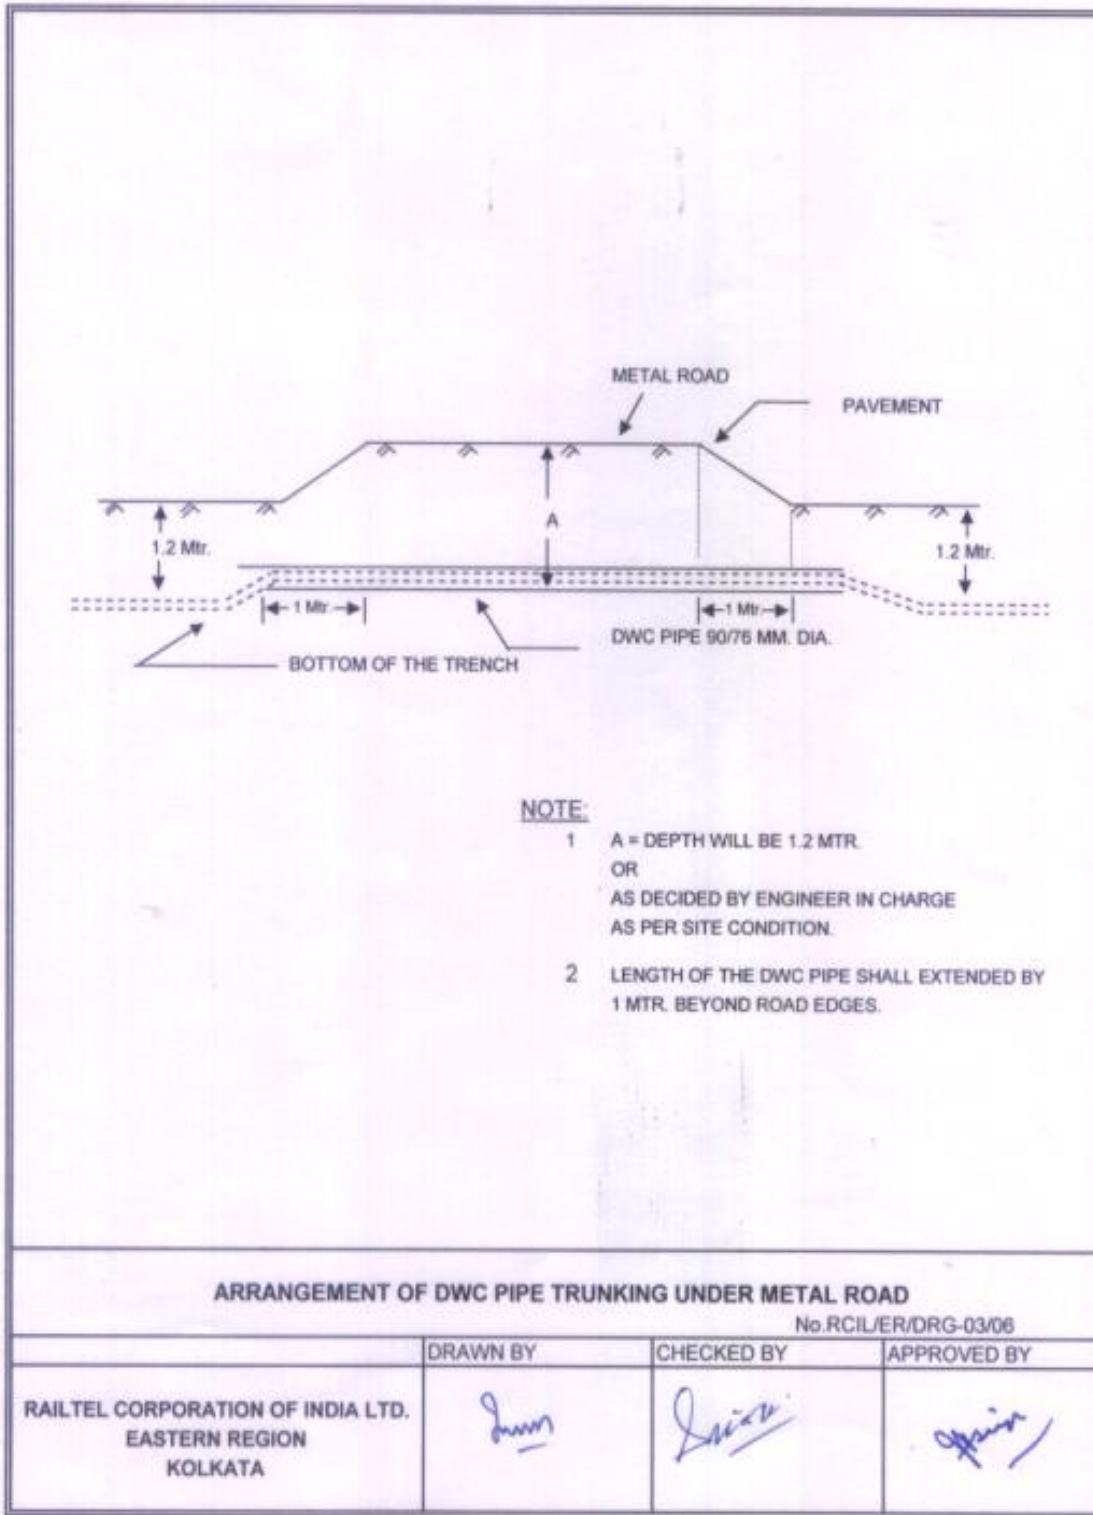 METAL ROAD
PAVEMENT
A
1.2 Mtr.
1.2 Mtr.
1 Mtr.
1 Mtr.
DWC PIPE 90/76 MM. DIA.
BOTTOM OF THE TRENCH
NOTE:
1 A = DEPTH WILL BE 1.2 MTR.
OR
AS DECIDED BY ENGINEER IN CHARGE
AS PER SITE CONDITION.
2 LENGTH OF THE DWC PIPE SHALL EXTENDED BY
1 MTR. BEYOND ROAD EDGES.
ARRANGEMENT OF DWC PIPE TRUNKING UNDER METAL ROAD
No.RCIL/ER/DRG-03/06
DRAWN BY CHECKED BY APPROVED BY
RAILTEL CORPORATION OF INDIA LTD.
EASTERN REGION
KOLKATA